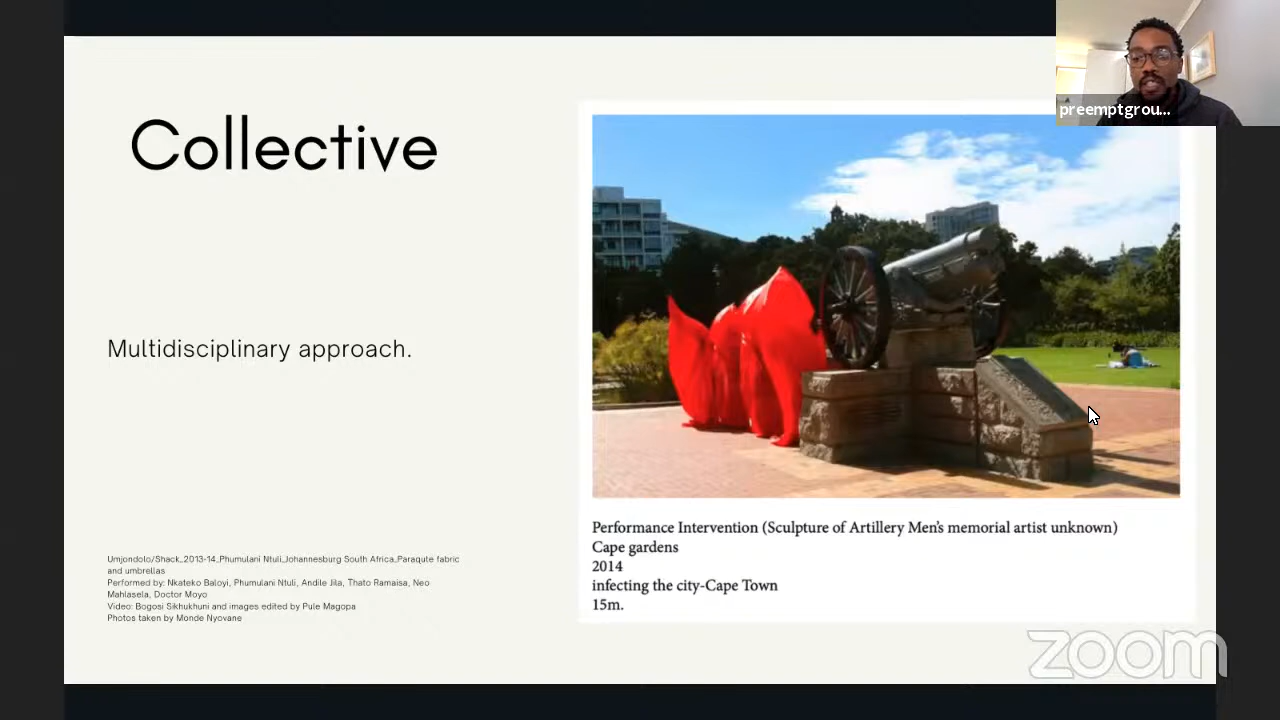 preemptgrou...
Collective
Multidisciplinary approach.
Umjondolo/Shack_2013-14_Phumulani Ntuli_Johannesburg South Africa_Paraqute fabric
and umbrellas
Performed by: Nkateko Baloyi, Phumulani Ntuli, Andile Jila, Thato Ramaisa, Neo
Mahlasela, Doctor Moyo
Video: Bogosi Sikhukhuni and images edited by Pule Magopa
Photos taken by Monde Nyovane
Performance Intervention (Sculpture of Artillery Men's memorial artist unknown)
Cape gardens
2014
infecting the city-Cape Town
15m.
zoom